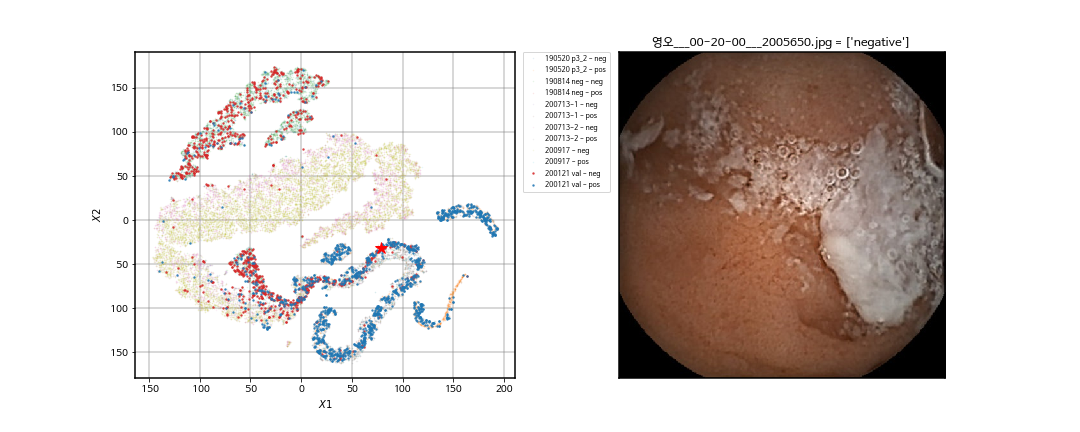 영오___00-20-00___2005650.jpg = ['negative']
190520 p3_2 - neg
190520 p3_2 - pos
190814 neg - neg
190814 neg - pos
200713-1 - neg
200713-1 - pos
200713-2 - neg
200713-2 - pos
200917 - neg
200917 - pos
200121 val - neg
200121 val - pos
X2
150
100
50
0
50
100
150
150 100 50 0 50 100 150 200
X1